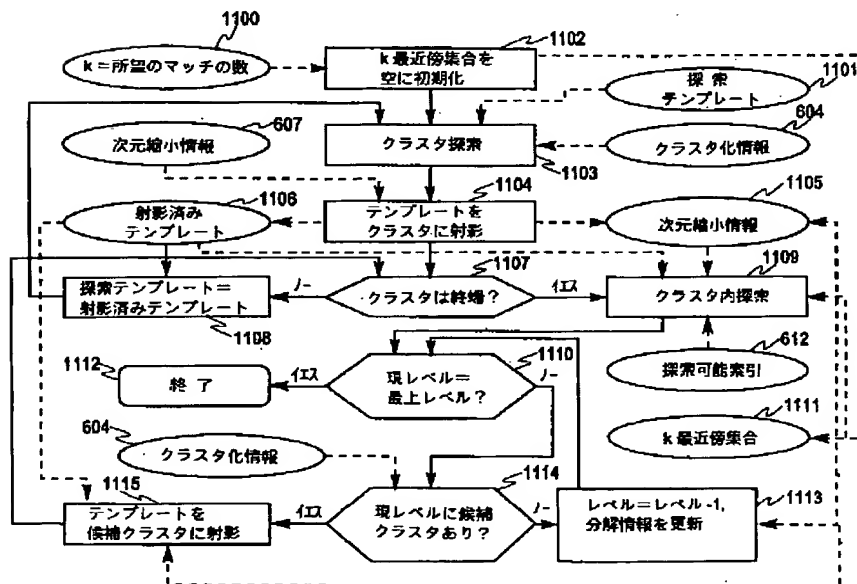 1100
k=所望のマッチの数
1102
k最近傍集合を
空に初期化
1101
探索
テンプレート
607
次元縮小情報
クラスタ探索
1103
604
クラスタ化情報
1106
射影済み
テンプレート
1104
テンプレートを
クラスタに射影
1105
次元縮小情報
探索テンプレート=
射影済みテンプレート
1108
ノー
1107
クラスタは終端?
イエス
1109
クラスタ内探索
1112
終了
イエス
1110
現レベル=
最上レベル?
ノー
612
探索可能索引
1111
k最近傍集合
604
クラスタ化情報
1115
テンプレートを
候補クラスタに射影
イエス
1114
現レベルに候補
クラスタあり?
ノー
レベル=レベル-1,
分解情報を更新
1113